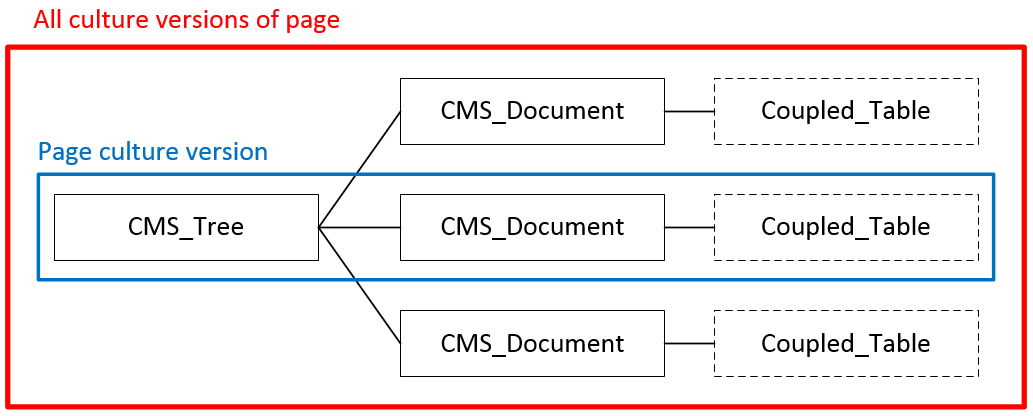 All culture versions of page
CMS_Document
Coupled_Table
Page culture version
CMS_Tree
CMS_Document
Coupled_Table
CMS_Document
Coupled_Table